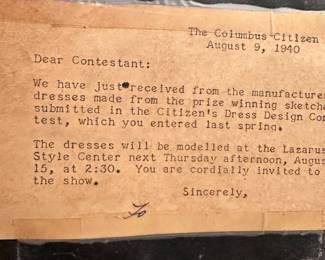 The Columbus Citizen
August 9, 1940
Dear Contestant:
We have just received from the manufacture
dresses made from the prize winning sketche
submitted in the Citizen's Dress Design Con
test, which you entered last spring.
The dresses will be modelled at the Lazarus
Style Center next Thursday afternoon, Augus
15, at 2:30. You are cordially invited to
the show.
Sincerely,